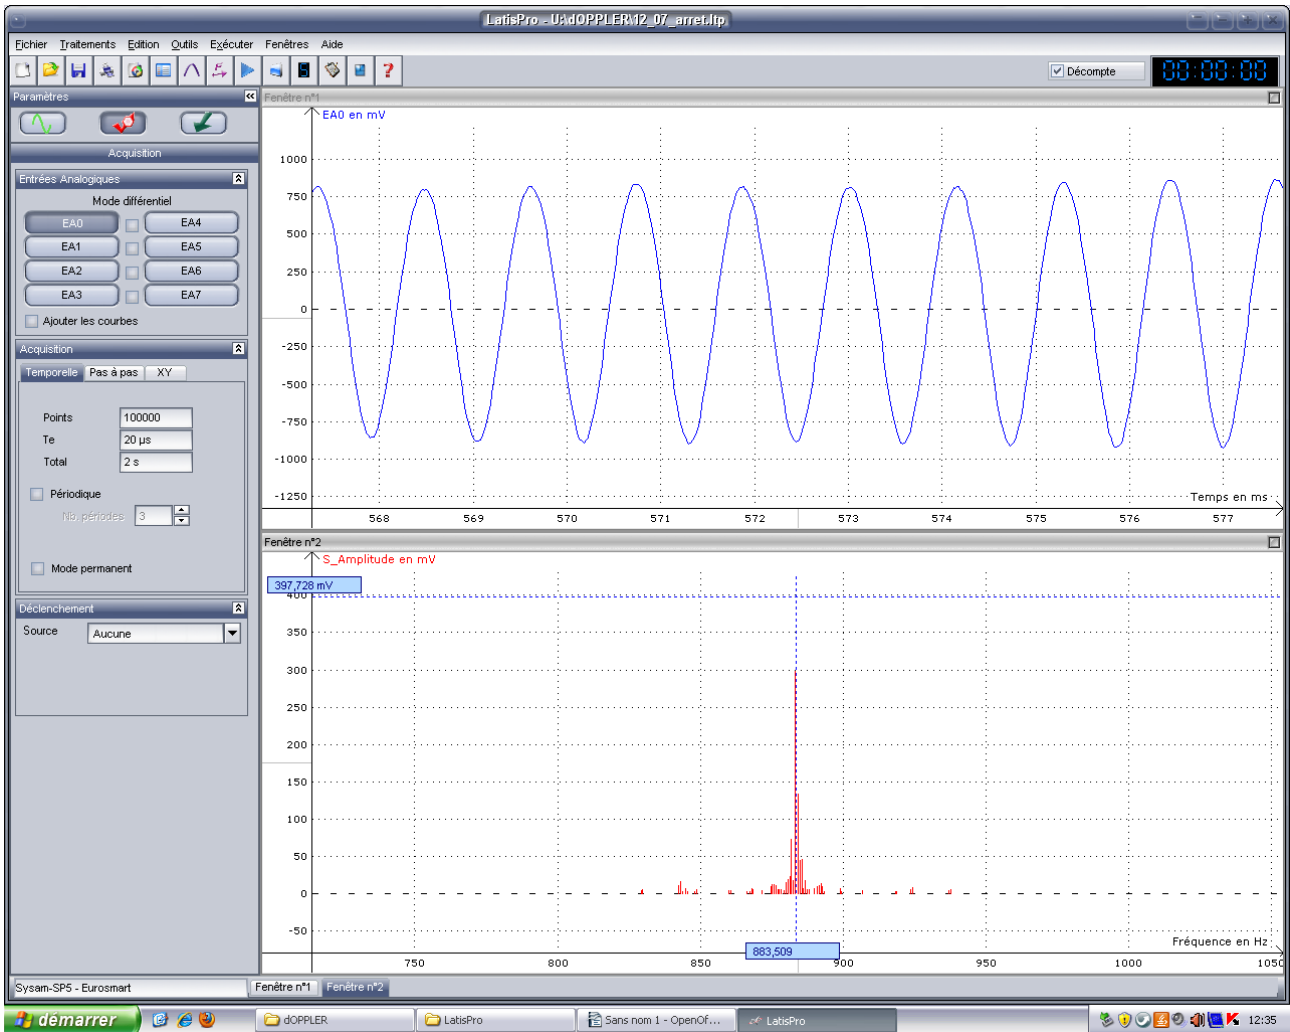 LatisPro - U:\dOPPLER\12_07_arret.ltp
Fichier Traitements Edition Outils Exécuter Fenêtres Aide
Décompte
00:00:00
Paramètres
Acquisition
Entrées Analogiques
Mode différentiel
EA0 EA4
EA1 EA5
EA2 EA6
EA3 EA7
Ajouter les courbes
Acquisition
Temporelle Pas à pas XY
Points 100000
Te 20 µs
Total 2 s
Périodique
Nb. périodes 3
Mode permanent
Déclenchement
Source Aucune
Fenêtre n°1
EA0 en mV
1000
750
500
250
0
-250
-500
-750
-1000
-1250
Temps en ms
568 569 570 571 572 573 574 575 576 577
Fenêtre n°2
S_Amplitude en mV
397,728 mV
400
350
300
250
200
150
100
50
0
-50
Fréquence en Hz
883,509
750 800 850 900 950 1000 1050
Sysam-SP5 - Eurosmart
Fenêtre n°1 Fenêtre n°2
démarrer
dOPPLER
LatisPro
Sans nom 1 - OpenOf...
LatisPro
12:35